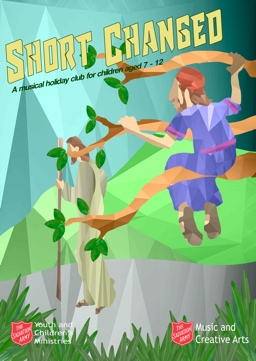 SHORT CHANGED
A musical holiday club for children aged 7 - 12
THE SALVATION ARMY
Youth and
Children's
Ministries
THE SALVATION ARMY
Music and
Creative Arts